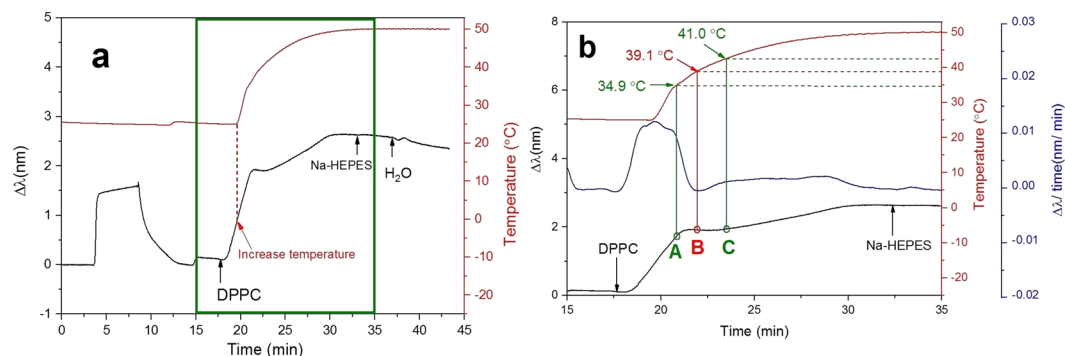 a
5
4
3
2
1
0
-1
Δλ(nm)
0
5
10
15
20
25
30
35
40
45
Time (min)
50
40
30
20
10
0
-10
-20
Temperature (°C)
DPPC
Increase temperature
Na-HEPES
H₂O
b
8
6
4
2
0
Δλ(nm)
15
20
25
30
35
Time (min)
50
40
30
20
10
0
-10
-20
Temperature (°C)
0.03
0.02
0.01
0.00
-0.01
-0.02
Δλ/ time(nm/ min)
41.0 °C
39.1 °C
34.9 °C
DPPC
A
B
C
Na-HEPES